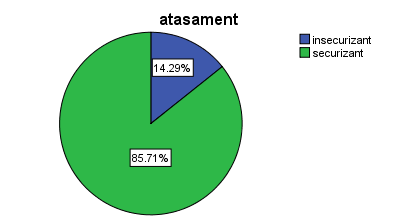 atasament
insecurizant
securizant
14.29%
85.71%